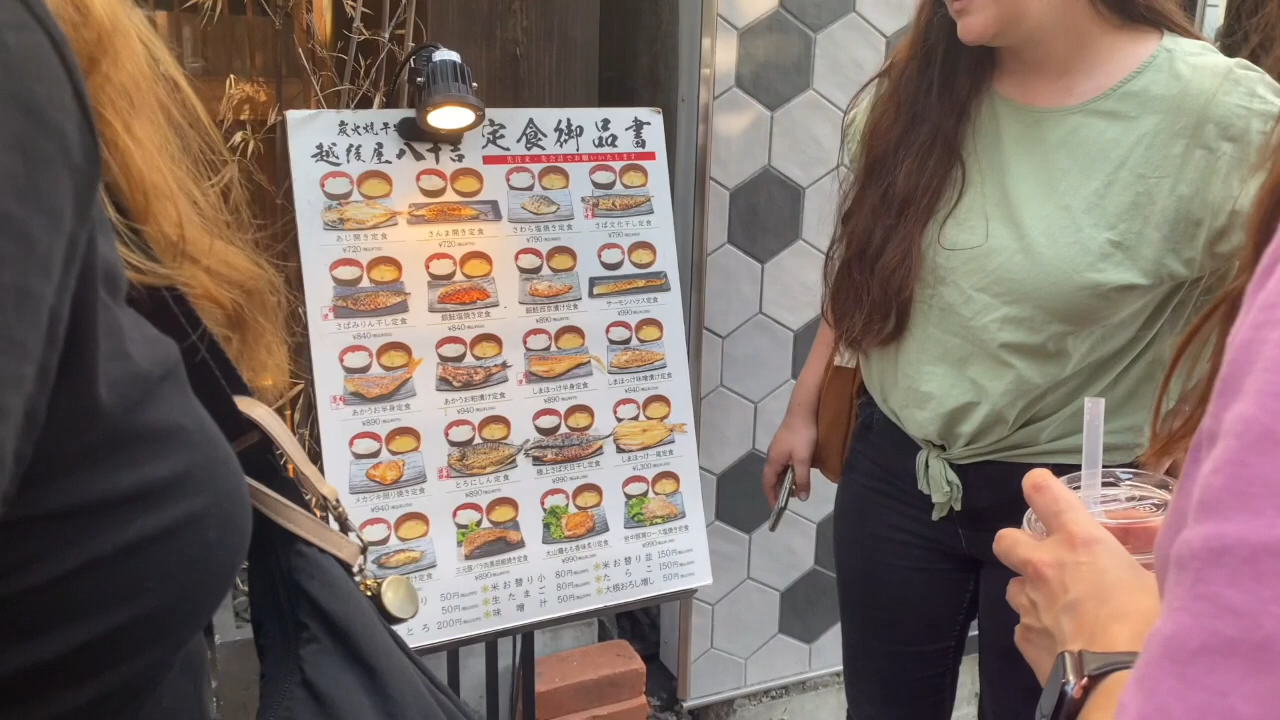 炭火焼干
越後屋八十吉
定食御品書
先注文・先会計でお願いいたします
あじ開き定食 さんま開き定食 さわら塩焼き定食 さば文化干し定食
¥720 ¥720 ¥790 ¥790
さばみりん干し定食 銀鮭塩焼き定食 銀鮭西京漬け定食 サーモンハラス定食
¥840 ¥840 ¥890 ¥990
あかうお半身定食 あかうお粕漬け定食 しまほっけ半身定食 しまほっけ味噌漬け定食
¥890 ¥940 ¥890 ¥940
メカジキ照り焼き定食 とろにしん定食 極上さば天日干し定食 しまほっけ一尾定食
¥940 ¥890 ¥990 ¥1,300
け定食 三元豚バラ肉黒胡椒焼き定食 大山鶏もも香味炙り定食 岩中豚肩ロース塩焼き定食
¥890 ¥990 ¥990
り 50円 米お替り小 80円 米お替り並 150円
50円 生たまご 80円 たらこ 150円
とろ 200円 味噌汁 50円 大根おろし増し 50円